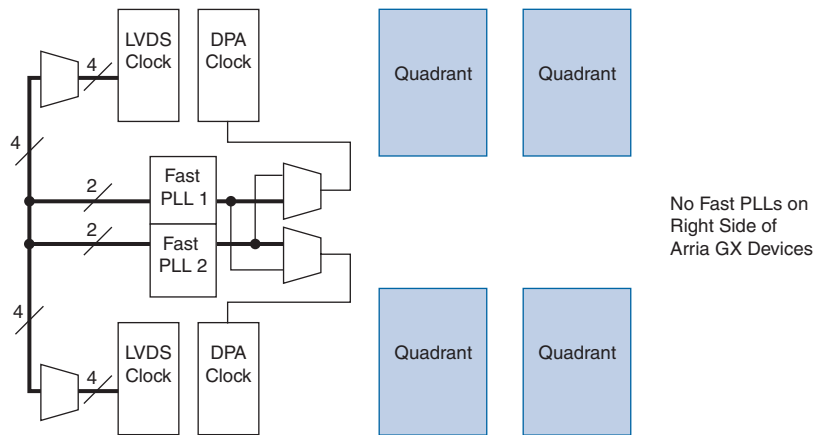 4
LVDS
Clock
DPA
Clock
Quadrant
Quadrant
4
2
Fast
PLL 1
2
Fast
PLL 2
No Fast PLLs on
Right Side of
Arria GX Devices
4
4
LVDS
Clock
DPA
Clock
Quadrant
Quadrant